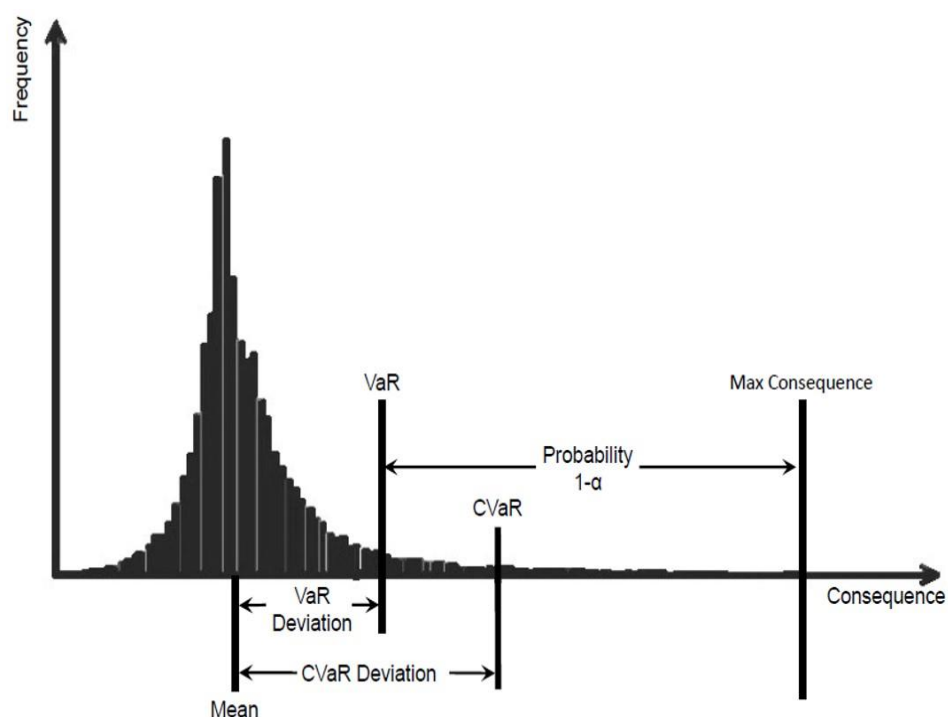 Frequency
VaR
Max Consequence
Probability
1-α
CVaR
VaR
Deviation
Consequence
CVaR Deviation
Mean